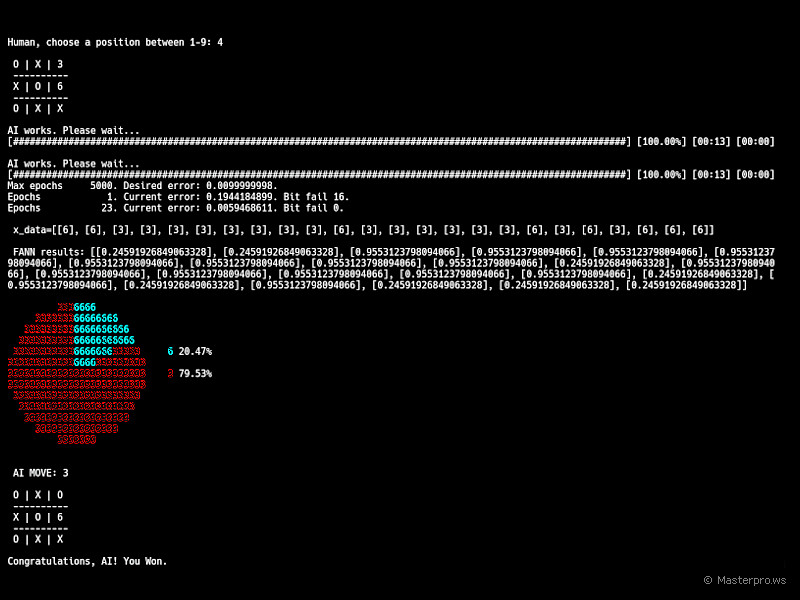 Human, choose a position between 1-9: 4
O | X | 3
----------
X | O | 6
----------
O | X | X
AI works. Please wait...
[###############################################################################################################] [100.00%] [00:13] [00:00]
AI works. Please wait...
[###############################################################################################################] [100.00%] [00:13] [00:00]
Max epochs     5000. Desired error: 0.0099999998.
Epochs            1. Current error: 0.1944184899. Bit fail 16.
Epochs           23. Current error: 0.0059468611. Bit fail 0.
x_data=[[6], [6], [3], [3], [3], [3], [3], [3], [3], [3], [6], [3], [3], [3], [3], [3], [3], [6], [3], [6], [3], [6], [6], [6]]
FANN results: [[0.24591926849063328], [0.24591926849063328], [0.9553123798094066], [0.9553123798094066], [0.9553123798094066], [0.95531237
98094066], [0.9553123798094066], [0.9553123798094066], [0.9553123798094066], [0.9553123798094066], [0.24591926849063328], [0.95531237980940
66], [0.9553123798094066], [0.9553123798094066], [0.9553123798094066], [0.9553123798094066], [0.9553123798094066], [0.24591926849063328], [
0.9553123798094066], [0.24591926849063328], [0.9553123798094066], [0.24591926849063328], [0.24591926849063328], [0.24591926849063328]]
6666
6 20.47%
79.53%
AI MOVE: 3
O | X | O
----------
X | O | 6
----------
O | X | X
Congratulations, AI! You Won.
© Masterpro.ws